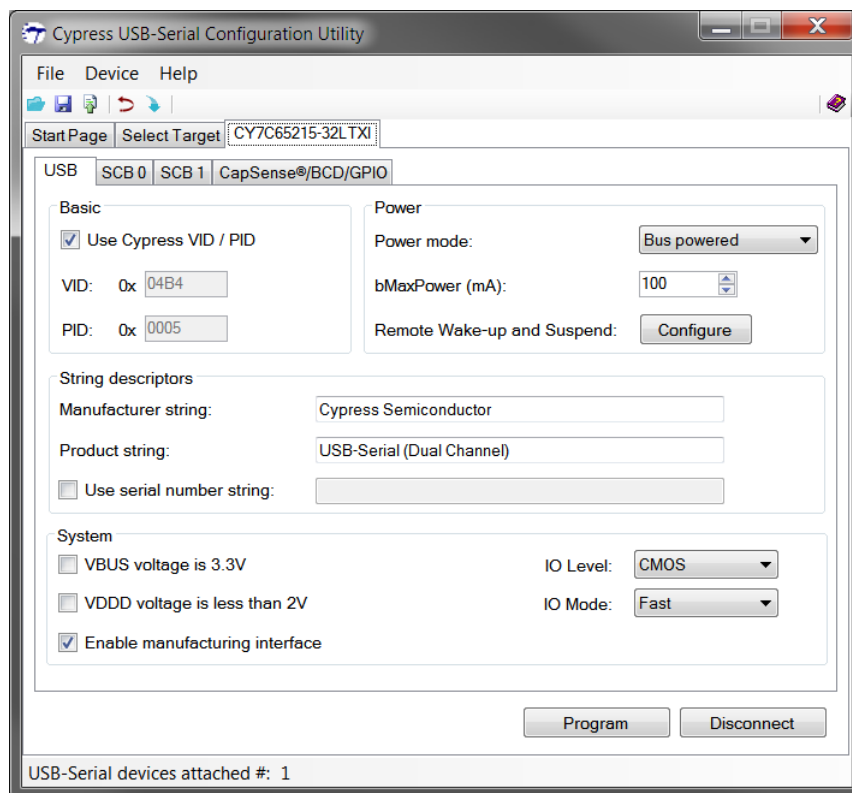 Cypress USB-Serial Configuration Utility
File Device Help
Start Page Select Target CY7C65215-32LTXI
USB SCB 0 SCB 1 CapSense®/BCD/GPIO
Basic
Use Cypress VID / PID
VID: 0x 04B4
PID: 0x 0005
Power
Power mode: Bus powered
bMaxPower (mA): 100
Remote Wake-up and Suspend: Configure
String descriptors
Manufacturer string: Cypress Semiconductor
Product string: USB-Serial (Dual Channel)
Use serial number string:
System
VBUS voltage is 3.3V IO Level: CMOS
VDDD voltage is less than 2V IO Mode: Fast
Enable manufacturing interface
Program Disconnect
USB-Serial devices attached #: 1